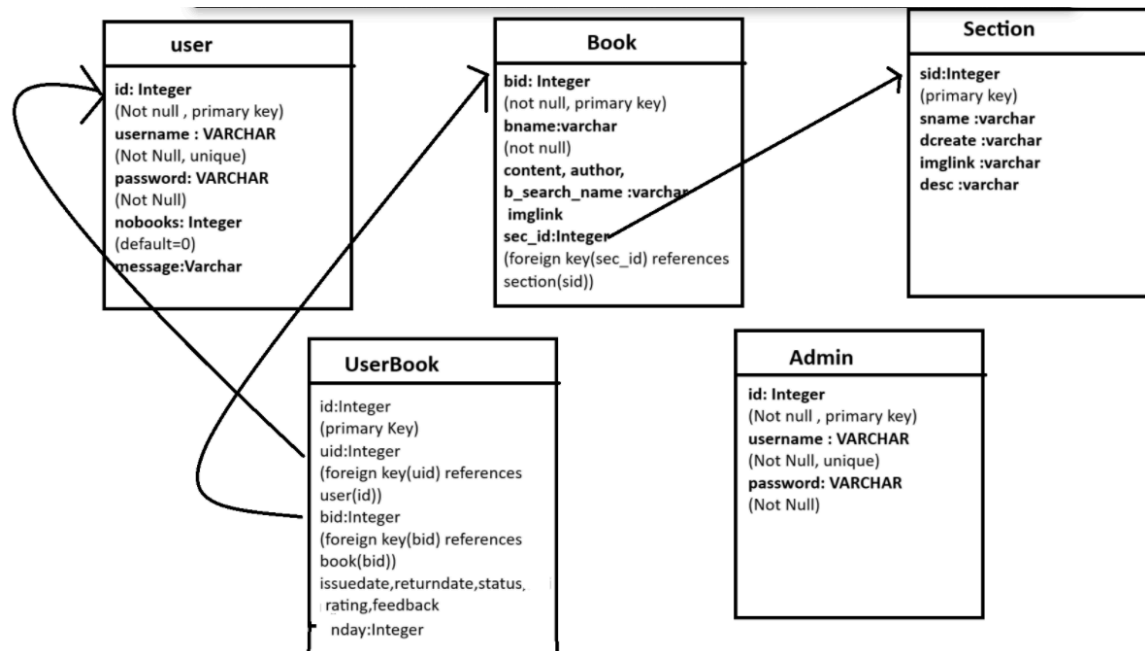 user
id: Integer
(Not null , primary key)
username : VARCHAR
(Not Null, unique)
password: VARCHAR
(Not Null)
nobooks: Integer
(default=0)
message:Varchar
Book
bid: Integer
(not null, primary key)
bname:varchar
(not null)
content, author,
b_search_name :varchar
imglink
sec_id:Integer
(foreign key(sec_id) references
section(sid))
Section
sid:Integer
(primary key)
sname :varchar
dcreate :varchar
imglink :varchar
desc :varchar
UserBook
id:Integer
(primary Key)
uid:Integer
(foreign key(uid) references
user(id))
bid:Integer
(foreign key(bid) references
book(bid))
issuedate,returndate,status,
rating,feedback
nday:Integer
Admin
id: Integer
(Not null , primary key)
username : VARCHAR
(Not Null, unique)
password: VARCHAR
(Not Null)